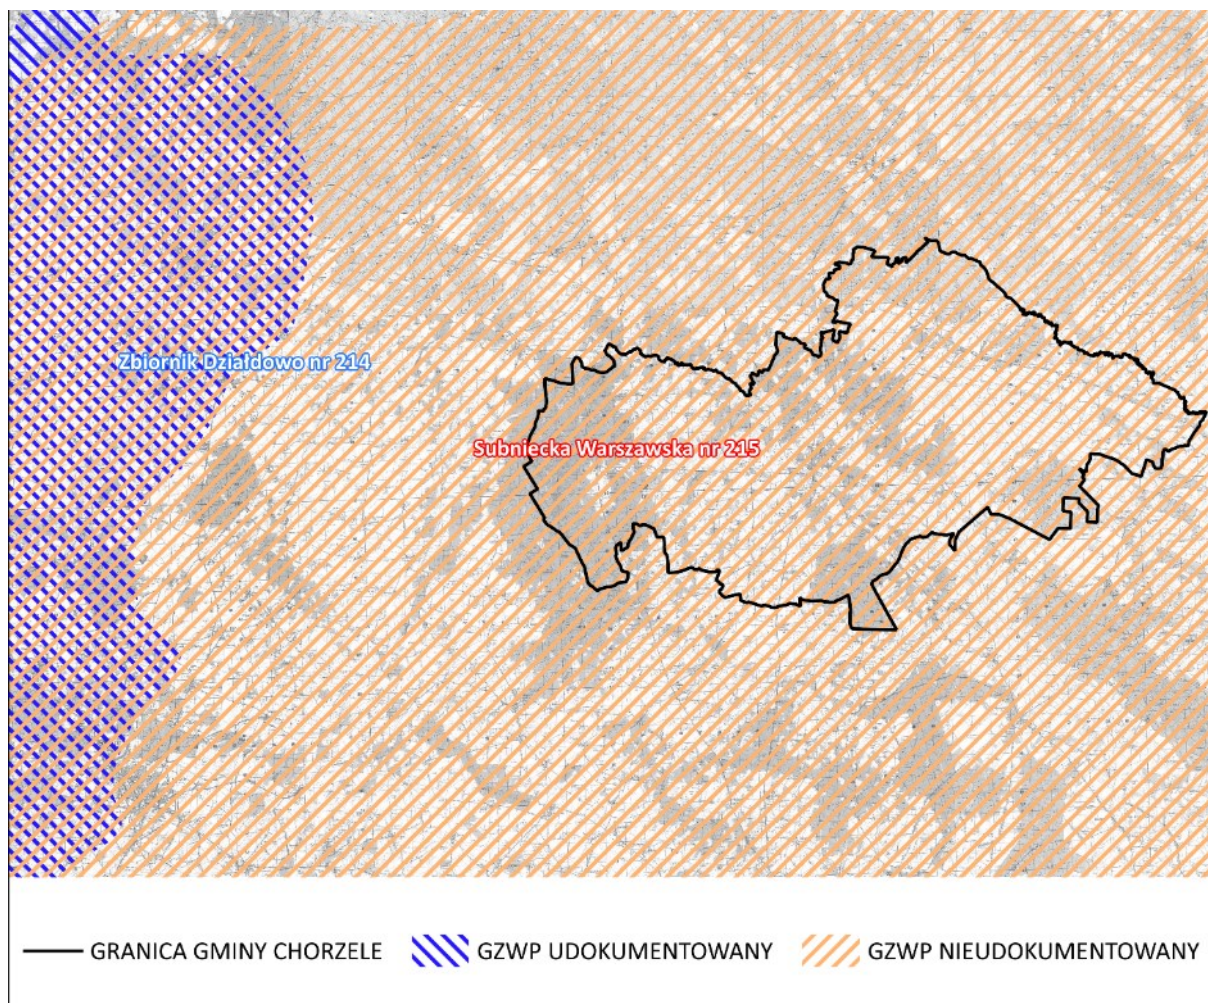 Zbiornik Działdowo nr 214
Subniecka Warszawska nr 215
GRANICA GMINY CHORZELE
GZWP UDOKUMENTOWANY
GZWP NIEUDOKUMENTOWANY